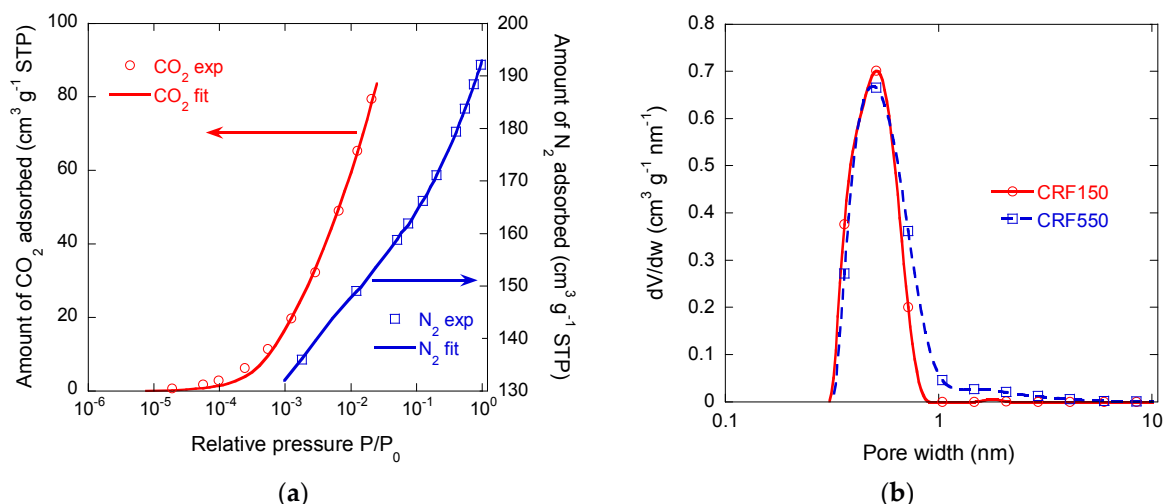 100
80
60
40
20
0
Amount of CO2 adsorbed (cm3 g-1 STP)
CO2 exp
CO2 fit
N2 exp
N2 fit
200
190
180
170
160
150
140
130
Amount of N2 adsorbed (cm3 g-1 STP)
10-6 10-5 10-4 10-3 10-2 10-1 100
Relative pressure P/P0
(a)
0.8
0.7
0.6
0.5
0.4
0.3
0.2
0.1
0
dV/dw (cm3 g-1 nm-1)
CRF150
CRF550
0.1 1 10
Pore width (nm)
(b)